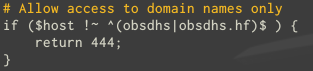 # Allow access to domain names only
if ($host !~ ^(obsdhs|obsdhs.hf)$ ) {
    return 444;
}